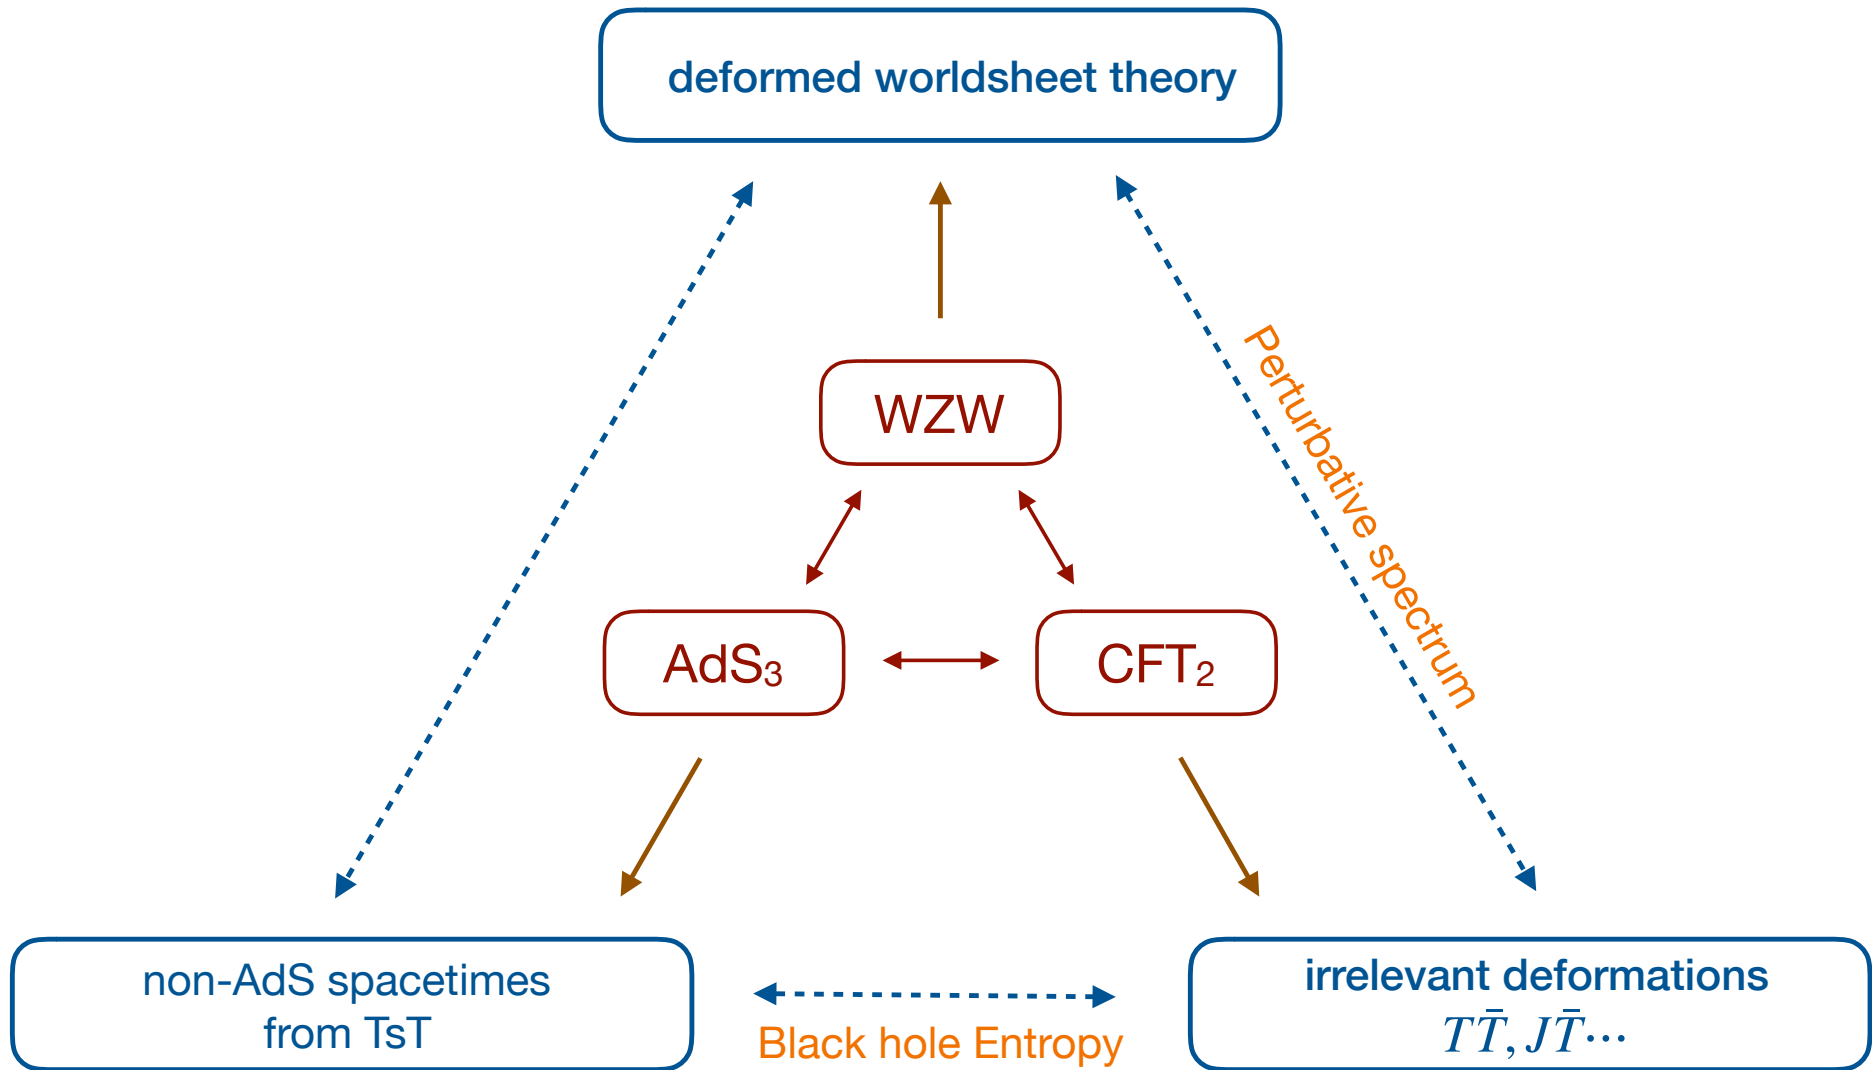 deformed worldsheet theory
WZW
Perturbative spectrum
AdS₃
CFT₂
non-AdS spacetimes
from TsT
Black hole Entropy
irrelevant deformations
TT̄, JT̄⋯